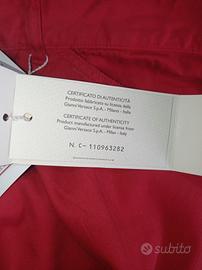 CERTIFICATO DI AUTENTICITÀ
Prodotto fabbricato su licenza della
Gianni Versace S.p.A. - Milano - Italia
CERTIFICATE OF AUTHENTICITY
Product manufactured under license from
Gianni Versace S.p.A. - Milan - Italy
N. C- 110963282
subito